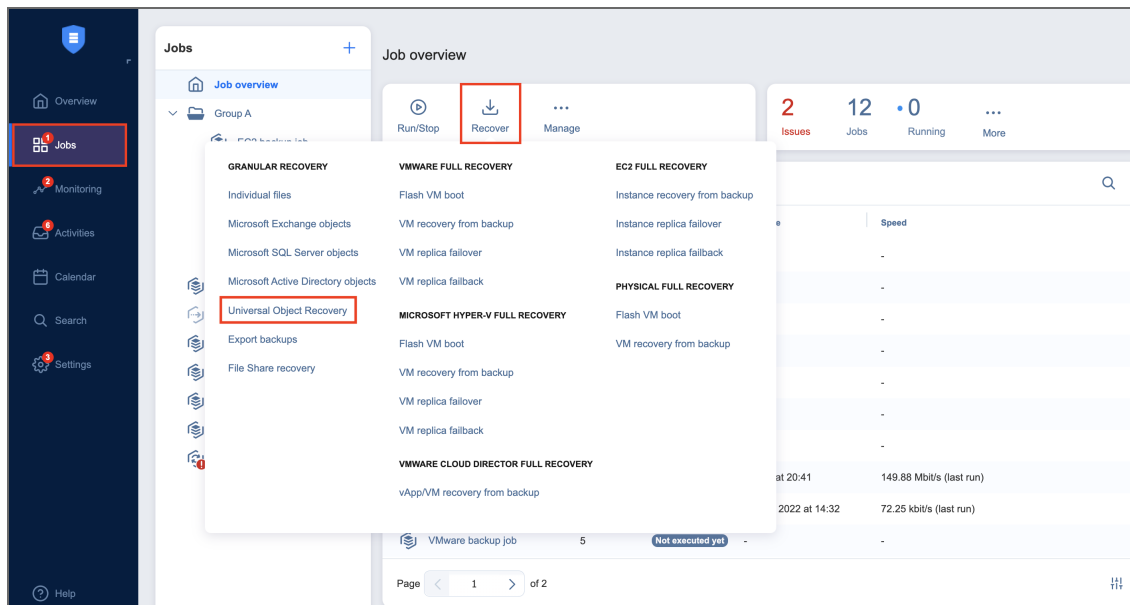 Jobs
+
Job overview
Overview
1
Jobs
2
Monitoring
6
Activities
Calendar
Search
3
Settings
Help
Job overview
Group A
Run/Stop
Recover
Manage
2
Issues
12
Jobs
0
Running
More
GRANULAR RECOVERY
Individual files
Microsoft Exchange objects
Microsoft SQL Server objects
Microsoft Active Directory objects
Universal Object Recovery
Export backups
File Share recovery
VMWARE FULL RECOVERY
Flash VM boot
VM recovery from backup
VM replica failover
VM replica failback
MICROSOFT HYPER-V FULL RECOVERY
Flash VM boot
VM recovery from backup
VM replica failover
VM replica failback
VMWARE CLOUD DIRECTOR FULL RECOVERY
vApp/VM recovery from backup
EC2 FULL RECOVERY
Instance recovery from backup
Instance replica failover
Instance replica failback
PHYSICAL FULL RECOVERY
Flash VM boot
VM recovery from backup
Speed
-
-
-
-
-
-
-
at 20:41 149.88 Mbit/s (last run)
2022 at 14:32 72.25 kbit/s (last run)
VMware backup job 5 Not executed yet - -
Page 1 of 2